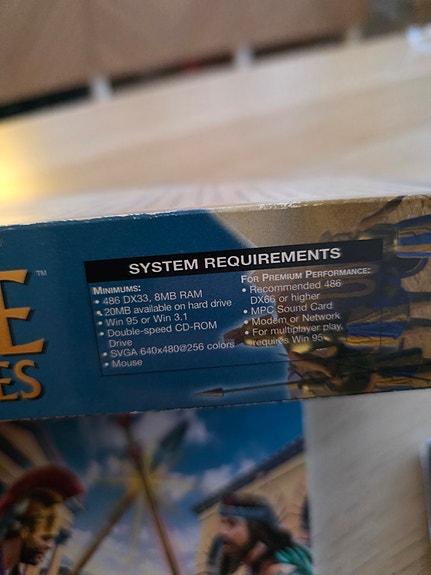 E™
ES
SYSTEM REQUIREMENTS
MINIMUMS:
• 486 DX33, 8MB RAM
• 20MB available on hard drive
• Win 95 or Win 3.1
• Double-speed CD-ROM
Drive
• SVGA 640x480@256 colors
• Mouse
FOR PREMIUM PERFORMANCE:
• Recommended 486
DX66 or higher
• MPC Sound Card
• Modem or Network
• For multiplayer play,
requires Win 95